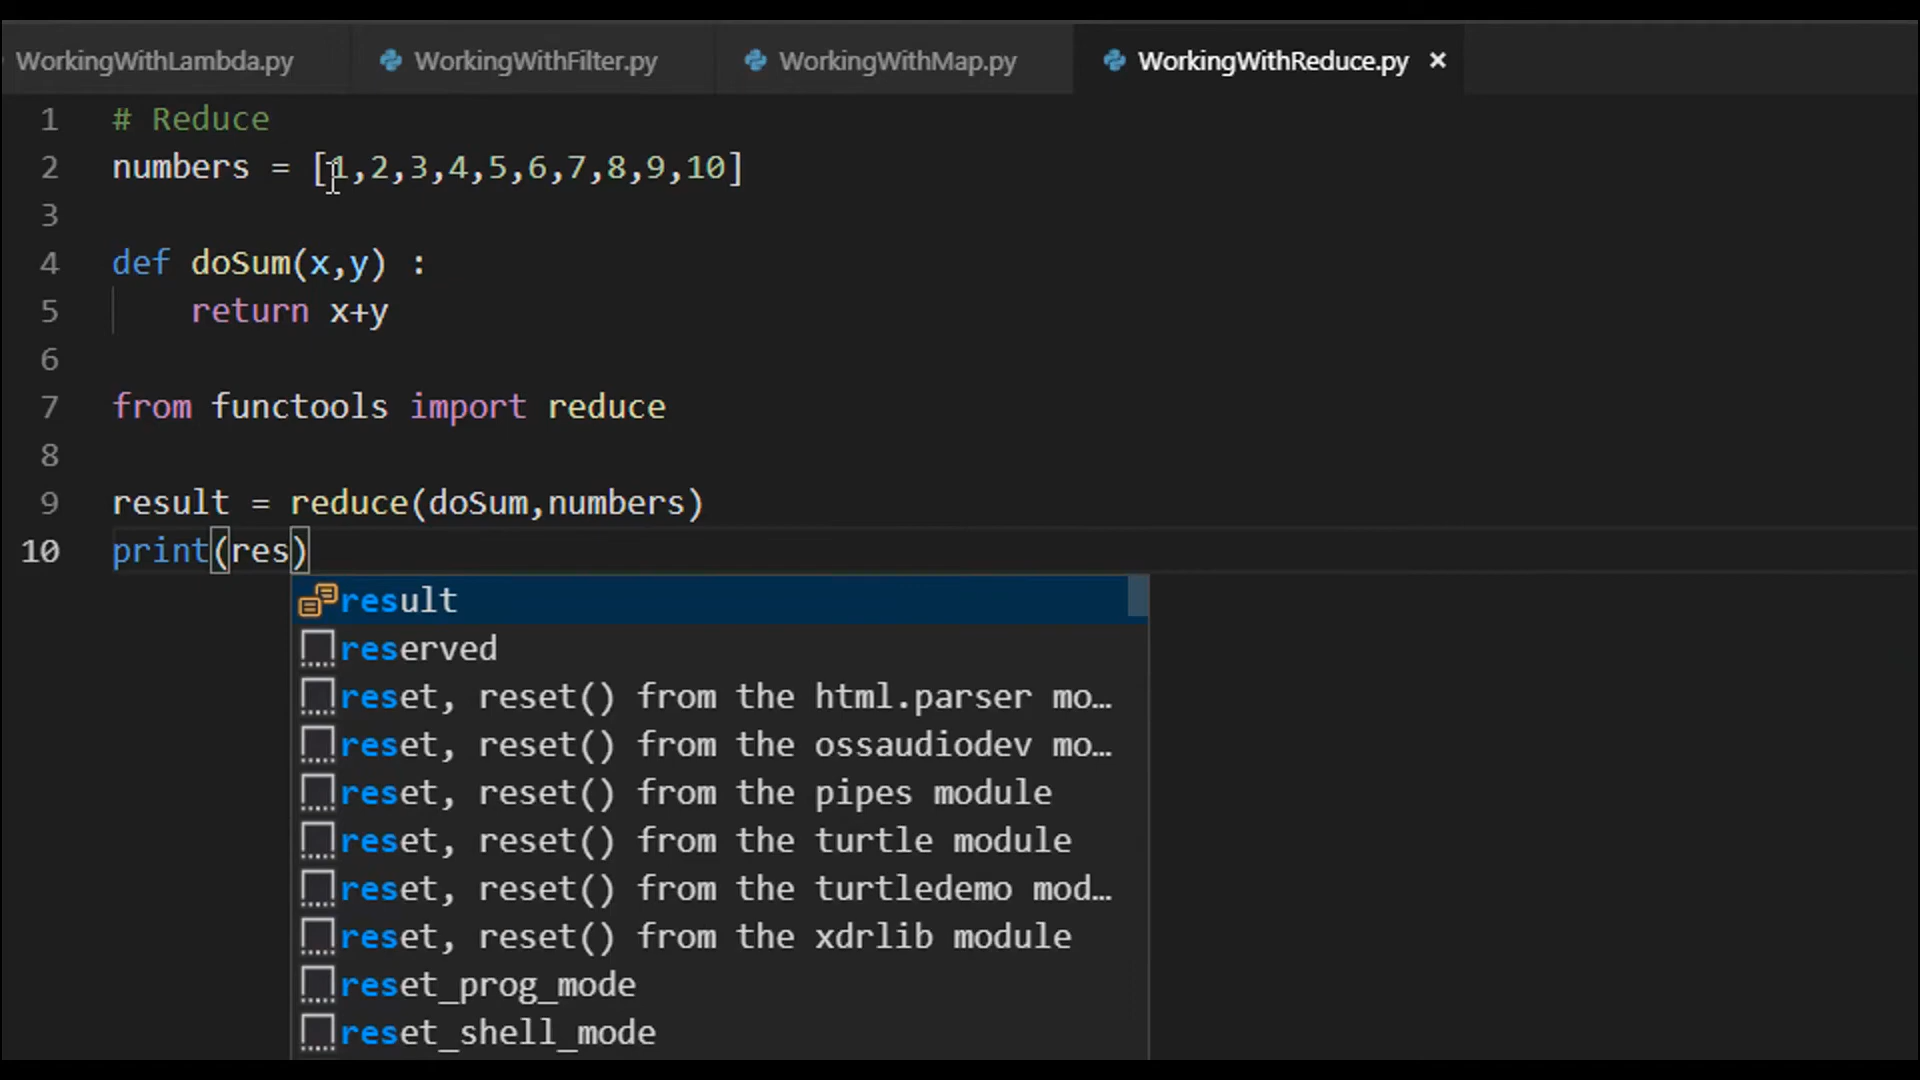 WorkingWithLambda.py WorkingWithFilter.py WorkingWithMap.py WorkingWithReduce.py ×
1 # Reduce
2 numbers = [1,2,3,4,5,6,7,8,9,10]
3
4 def doSum(x,y) :
5 return x+y
6
7 from functools import reduce
8
9 result = reduce(doSum,numbers)
10 print(res)
result
reserved
reset, reset() from the html.parser mo…
reset, reset() from the ossaudiodev mo…
reset, reset() from the pipes module
reset, reset() from the turtle module
reset, reset() from the turtledemo mod…
reset, reset() from the xdrlib module
reset_prog_mode
reset_shell_mode